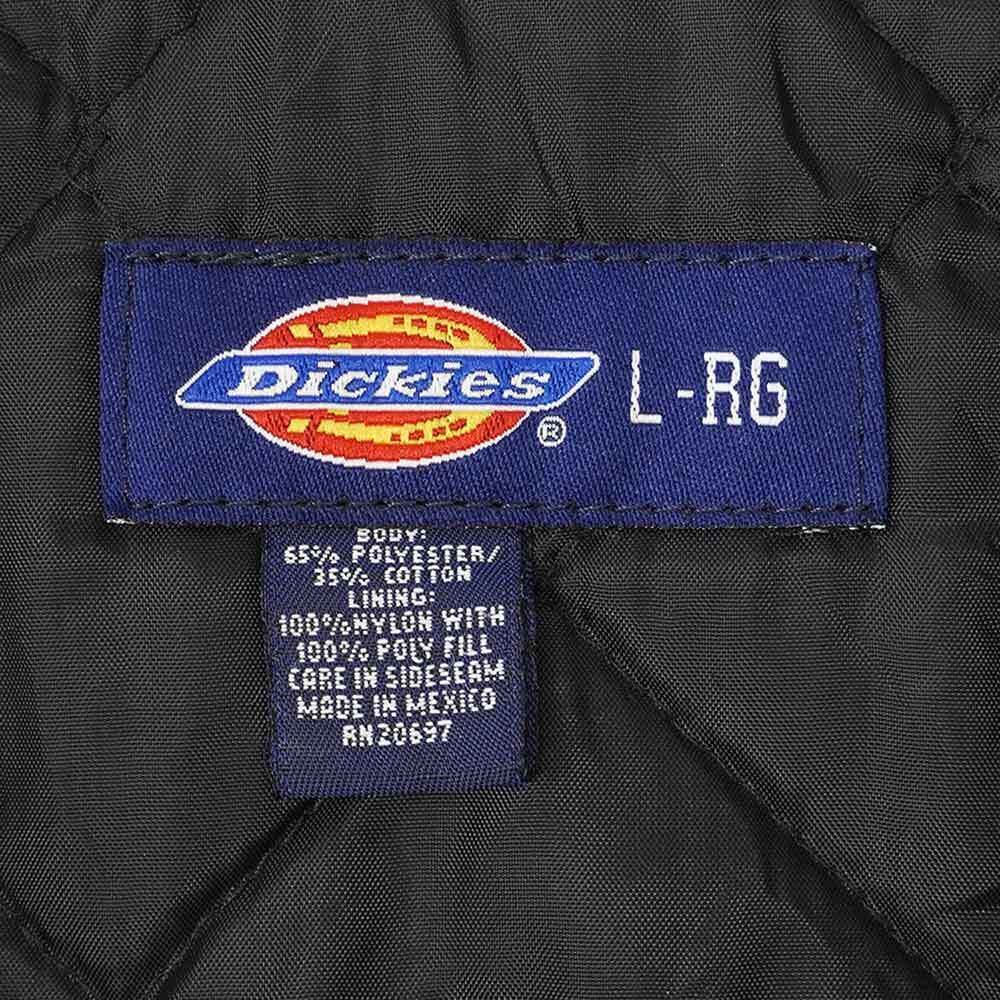 Dickies® L-RG
BODY:
65% POLYESTER/
35% COTTON
LINING:
100%NYLON WITH
100% POLY FILL
CARE IN SIDESEAM
MADE IN MEXICO
RN20697